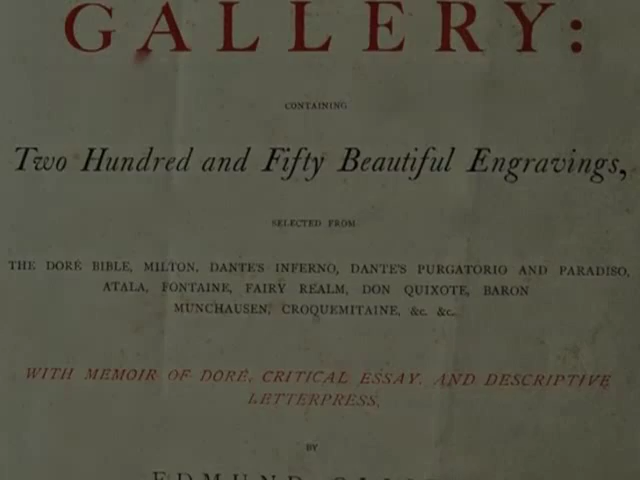 GALLERY:
CONTAINING
Two Hundred and Fifty Beautiful Engravings,
SELECTED FROM
THE DORÉ BIBLE, MILTON, DANTE'S INFERNO, DANTE'S PURGATORIO AND PARADISO,
ATALA, FONTAINE, FAIRY REALM, DON QUIXOTE, BARON
MUNCHAUSEN, CROQUEMITAINE, &c. &c.
WITH MEMOIR OF DORÉ, CRITICAL ESSAY, AND DESCRIPTIVE
LETTERPRESS,
BY
EDMUND